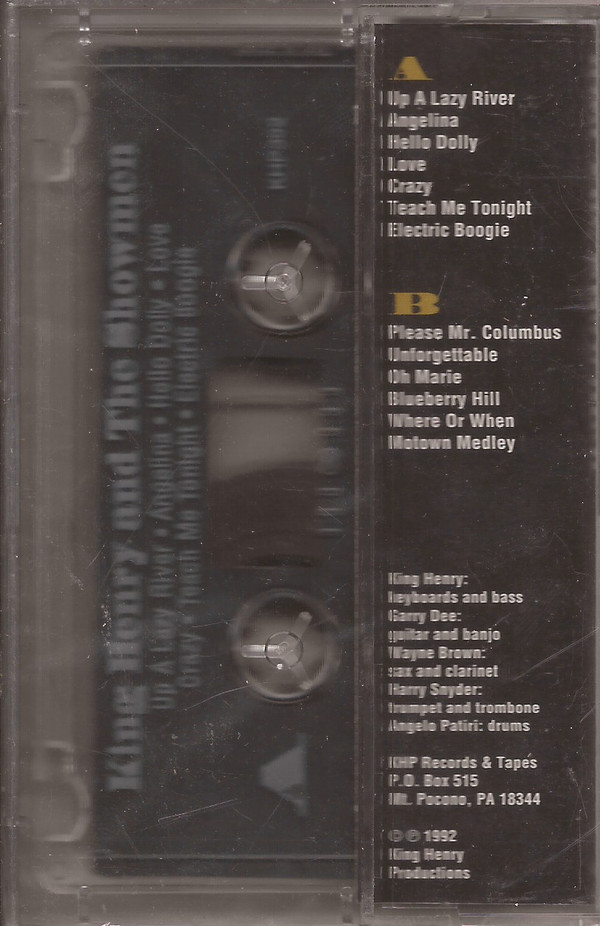 King Henry and The Showmen
Up A Lazy River • Angelina • Hello Dolly • Love
Crazy • Teach Me Tonight • Electric Boogie
A
A
Up A Lazy River
Angelina
Hello Dolly
Love
Crazy
Teach Me Tonight
Electric Boogie
B
Please Mr. Columbus
Unforgettable
Oh Marie
Blueberry Hill
Where Or When
Motown Medley
King Henry:
keyboards and bass
Garry Dee:
guitar and banjo
Wayne Brown:
sax and clarinet
Harry Snyder:
trumpet and trombone
Angelo Patiri: drums
KHP Records & Tapes
P.O. Box 515
Mt. Pocono, PA 18344
© ℗ 1992
King Henry
Productions